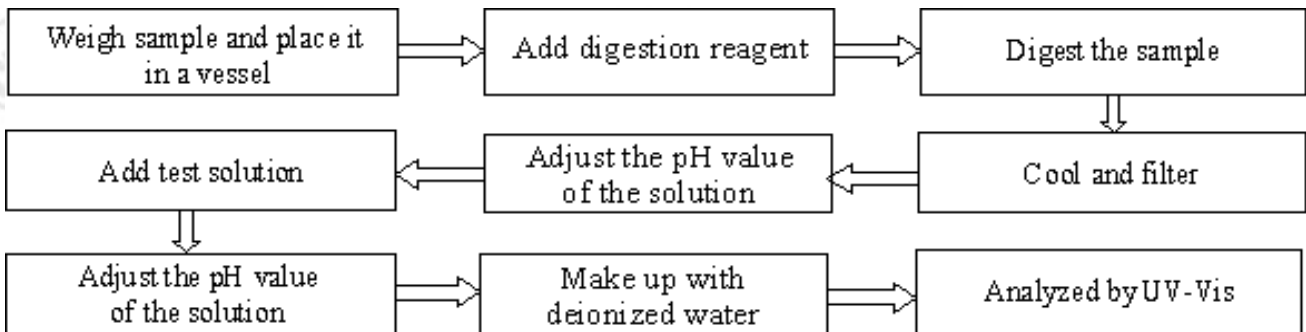 Weigh sample and place it
in a vessel
Add digestion reagent
Digest the sample
Cool and filter
Adjust the pH value
of the solution
Add test solution
Adjust the pH value
of the solution
Make up with
deionized water
Analyzed by UV-Vis